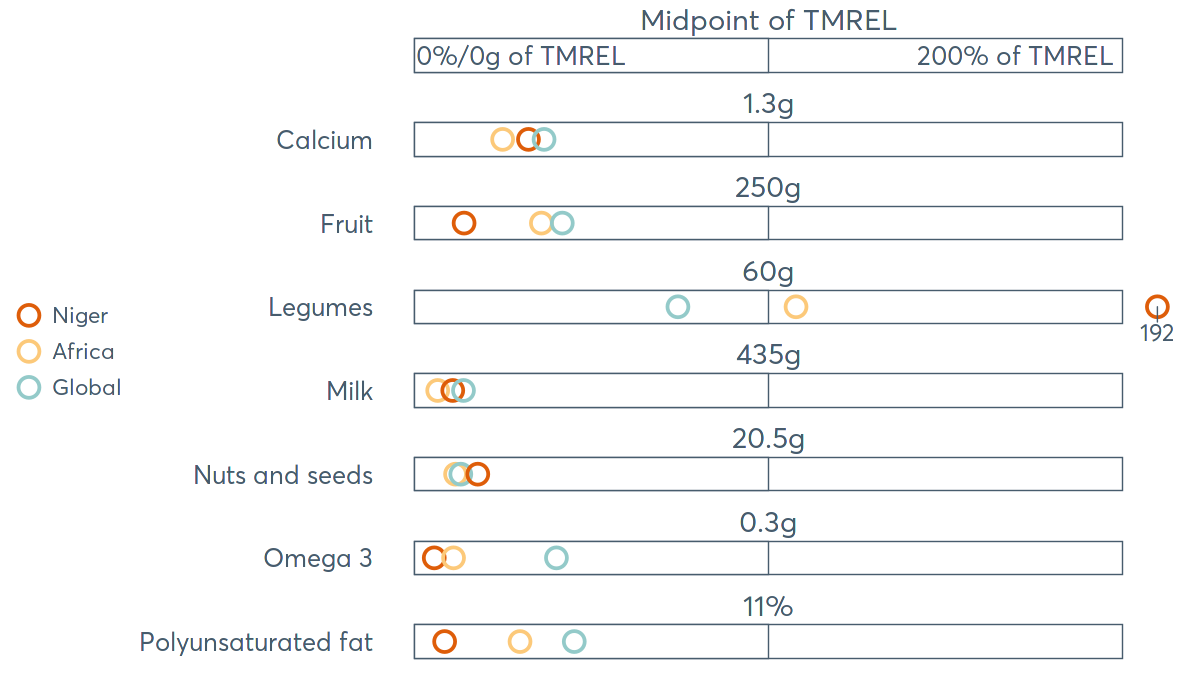 Midpoint of TMREL
0%/0g of TMREL
200% of TMREL
1.3g
Calcium
250g
Fruit
60g
Legumes
192
435g
Milk
20.5g
Nuts and seeds
0.3g
Omega 3
11%
Polyunsaturated fat
Niger
Africa
Global